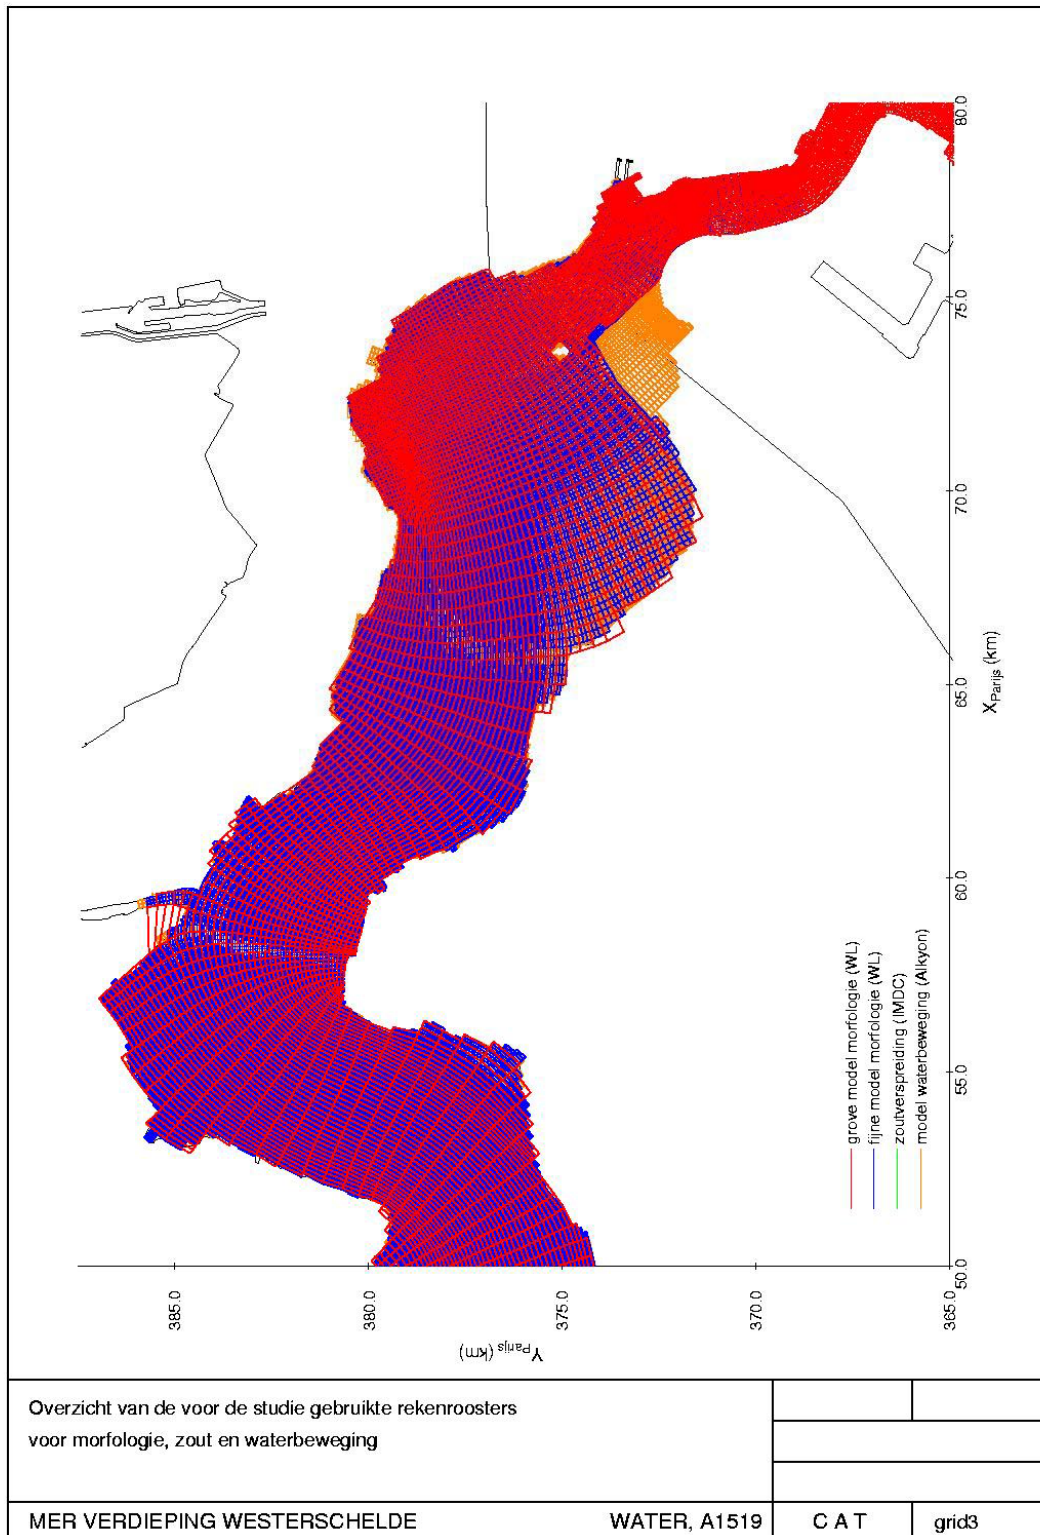 80.0
75.0
70.0
65.0
60.0
55.0
50.0
X Parijs (km)
385.0
380.0
375.0
370.0
365.0
Y Parijs (km)
grove model morfologie (WL)
fijne model morfologie (WL)
zoutverspreiding (IMDC)
model waterbeweging (Alkyon)
Overzicht van de voor de studie gebruikte rekenroosters
voor morfologie, zout en waterbeweging
MER VERDIEPING WESTERSCHELDE WATER, A1519 C A T grid3